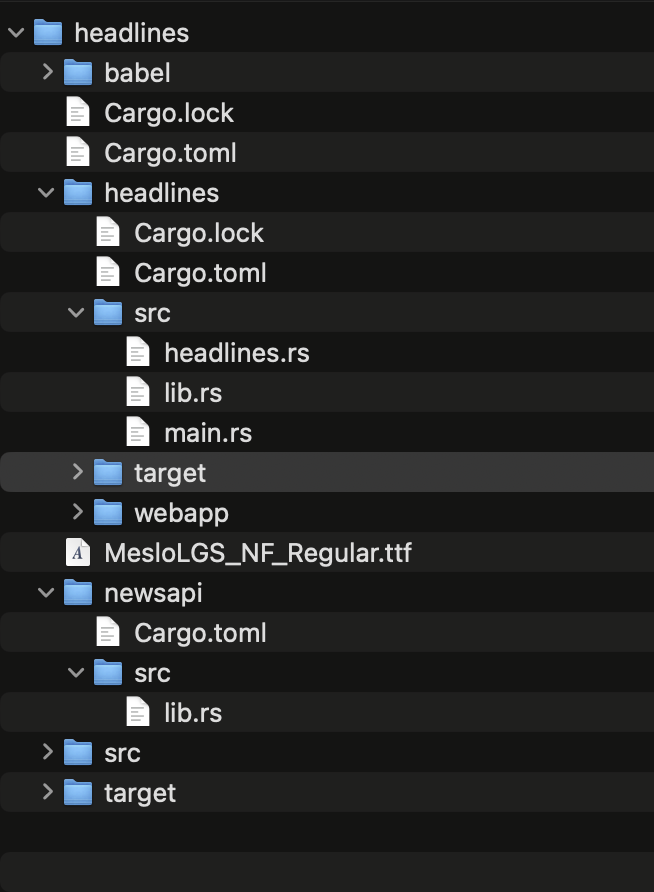 headlines
babel
Cargo.lock
Cargo.toml
headlines
Cargo.lock
Cargo.toml
src
headlines.rs
lib.rs
main.rs
target
webapp
MesloLGS_NF_Regular.ttf
newsapi
Cargo.toml
src
lib.rs
src
target